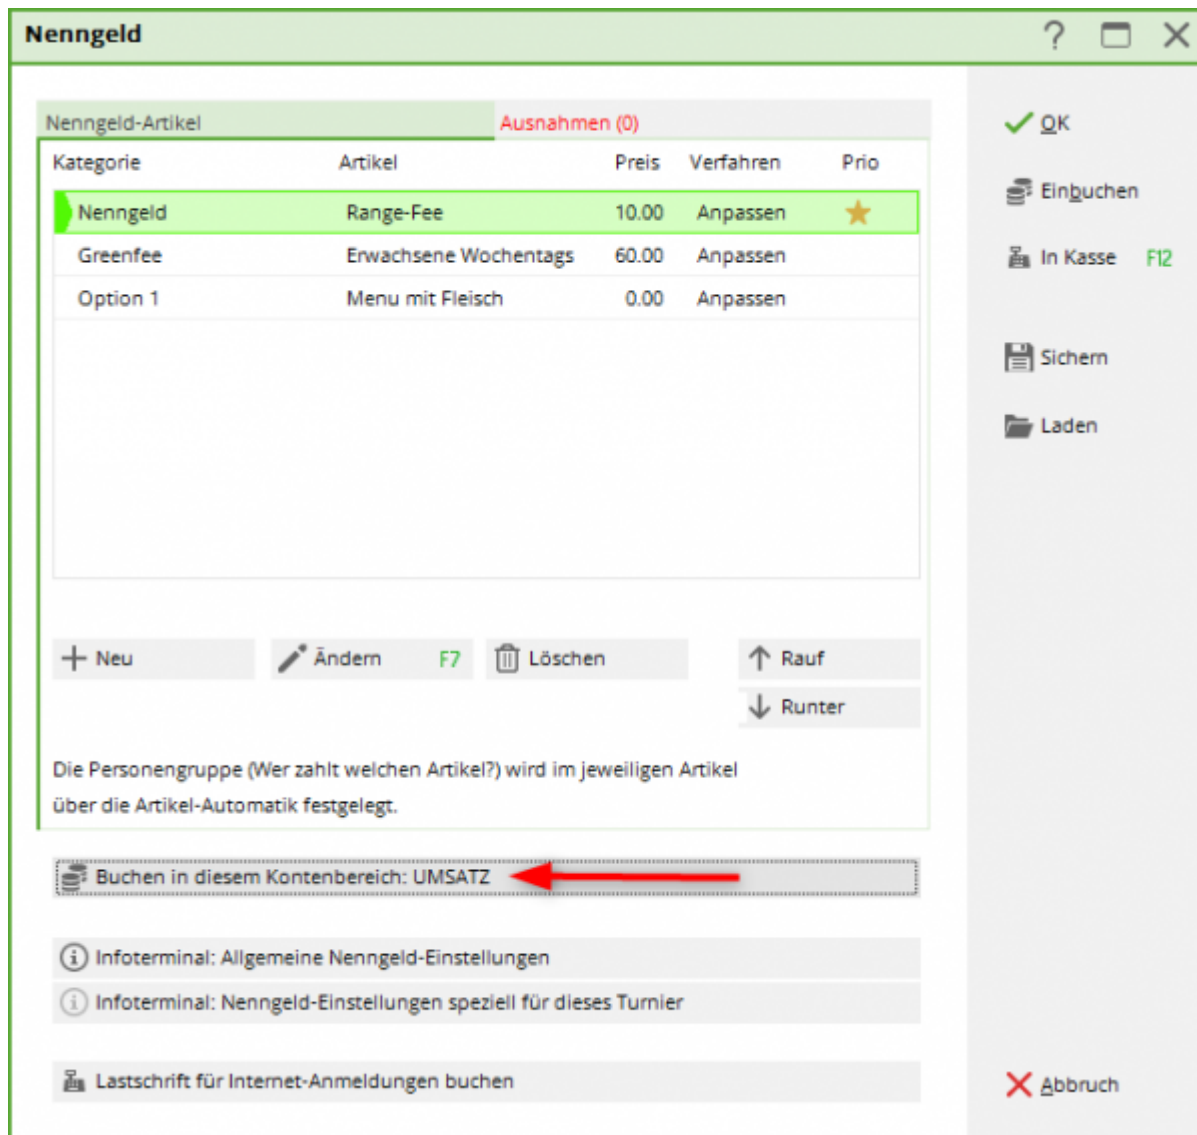 Nenngeld
Nenngeld-Artikel Ausnahmen (0)
Kategorie Artikel Preis Verfahren Prio
Nenngeld Range-Fee 10.00 Anpassen
Greenfee Erwachsene Wochentags 60.00 Anpassen
Option 1 Menu mit Fleisch 0.00 Anpassen
Neu Ändern F7 Löschen Rauf
Runter
Die Personengruppe (Wer zahlt welchen Artikel?) wird im jeweiligen Artikel
über die Artikel-Automatik festgelegt.
Buchen in diesem Kontenbereich: UMSATZ
Infoterminal: Allgemeine Nenngeld-Einstellungen
Infoterminal: Nenngeld-Einstellungen speziell für dieses Turnier
Lastschrift für Internet-Anmeldungen buchen
OK
Einbuchen
In Kasse F12
Sichern
Laden
Abbruch